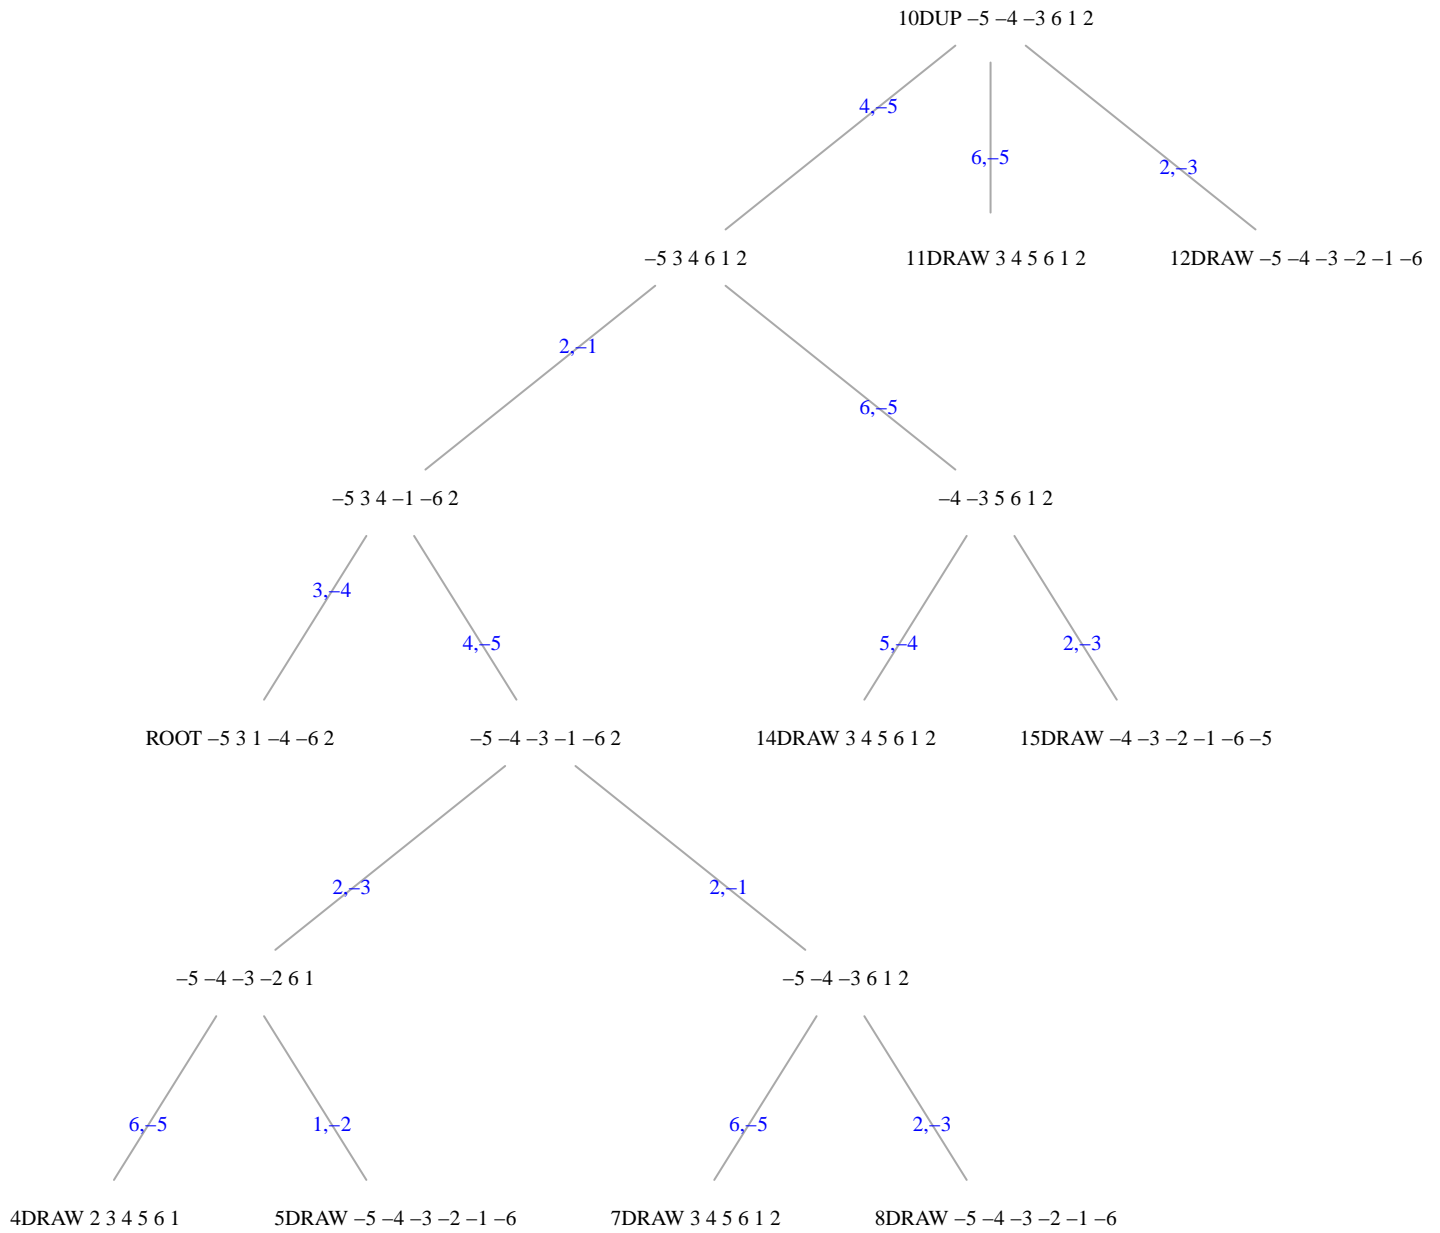 10DUP –5 –4 –3 6 1 2
4,–5
6,–5
2,–3
–5 3 4 6 1 2
11DRAW 3 4 5 6 1 2
12DRAW –5 –4 –3 –2 –1 –6
2,–1
6,–5
–5 3 4 –1 –6 2
–4 –3 5 6 1 2
3,–4
4,–5
5,–4
2,–3
ROOT –5 3 1 –4 –6 2
–5 –4 –3 –1 –6 2
14DRAW 3 4 5 6 1 2
15DRAW –4 –3 –2 –1 –6 –5
2,–3
2,–1
–5 –4 –3 –2 6 1
–5 –4 –3 6 1 2
6,–5
1,–2
6,–5
2,–3
4DRAW 2 3 4 5 6 1
5DRAW –5 –4 –3 –2 –1 –6
7DRAW 3 4 5 6 1 2
8DRAW –5 –4 –3 –2 –1 –6